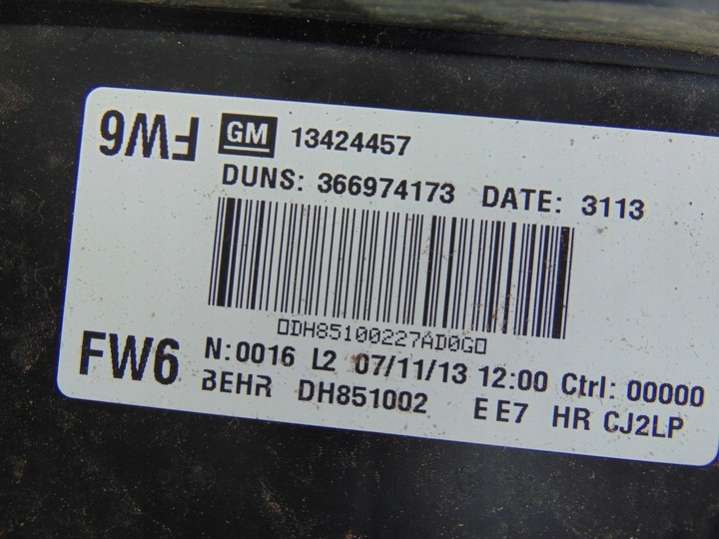 FW6 GM 13424457
DUNS: 366974173 DATE: 3113
▯DH85100227AD0G▯
FW6 N:0016 L2 07/11/13 12:00 Ctrl: 00000
BEHR DH851002 E E7 HR CJ2LP